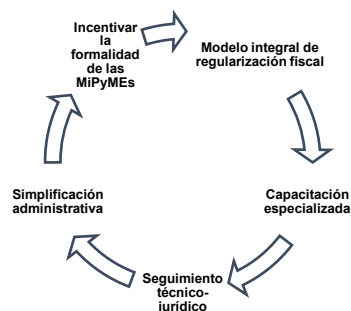 Incentivar
la
formalidad
de las
MiPyMEs
Modelo integral de
regularización fiscal
Capacitación
especializada
Seguimiento
técnico-
jurídico
Simplificación
administrativa